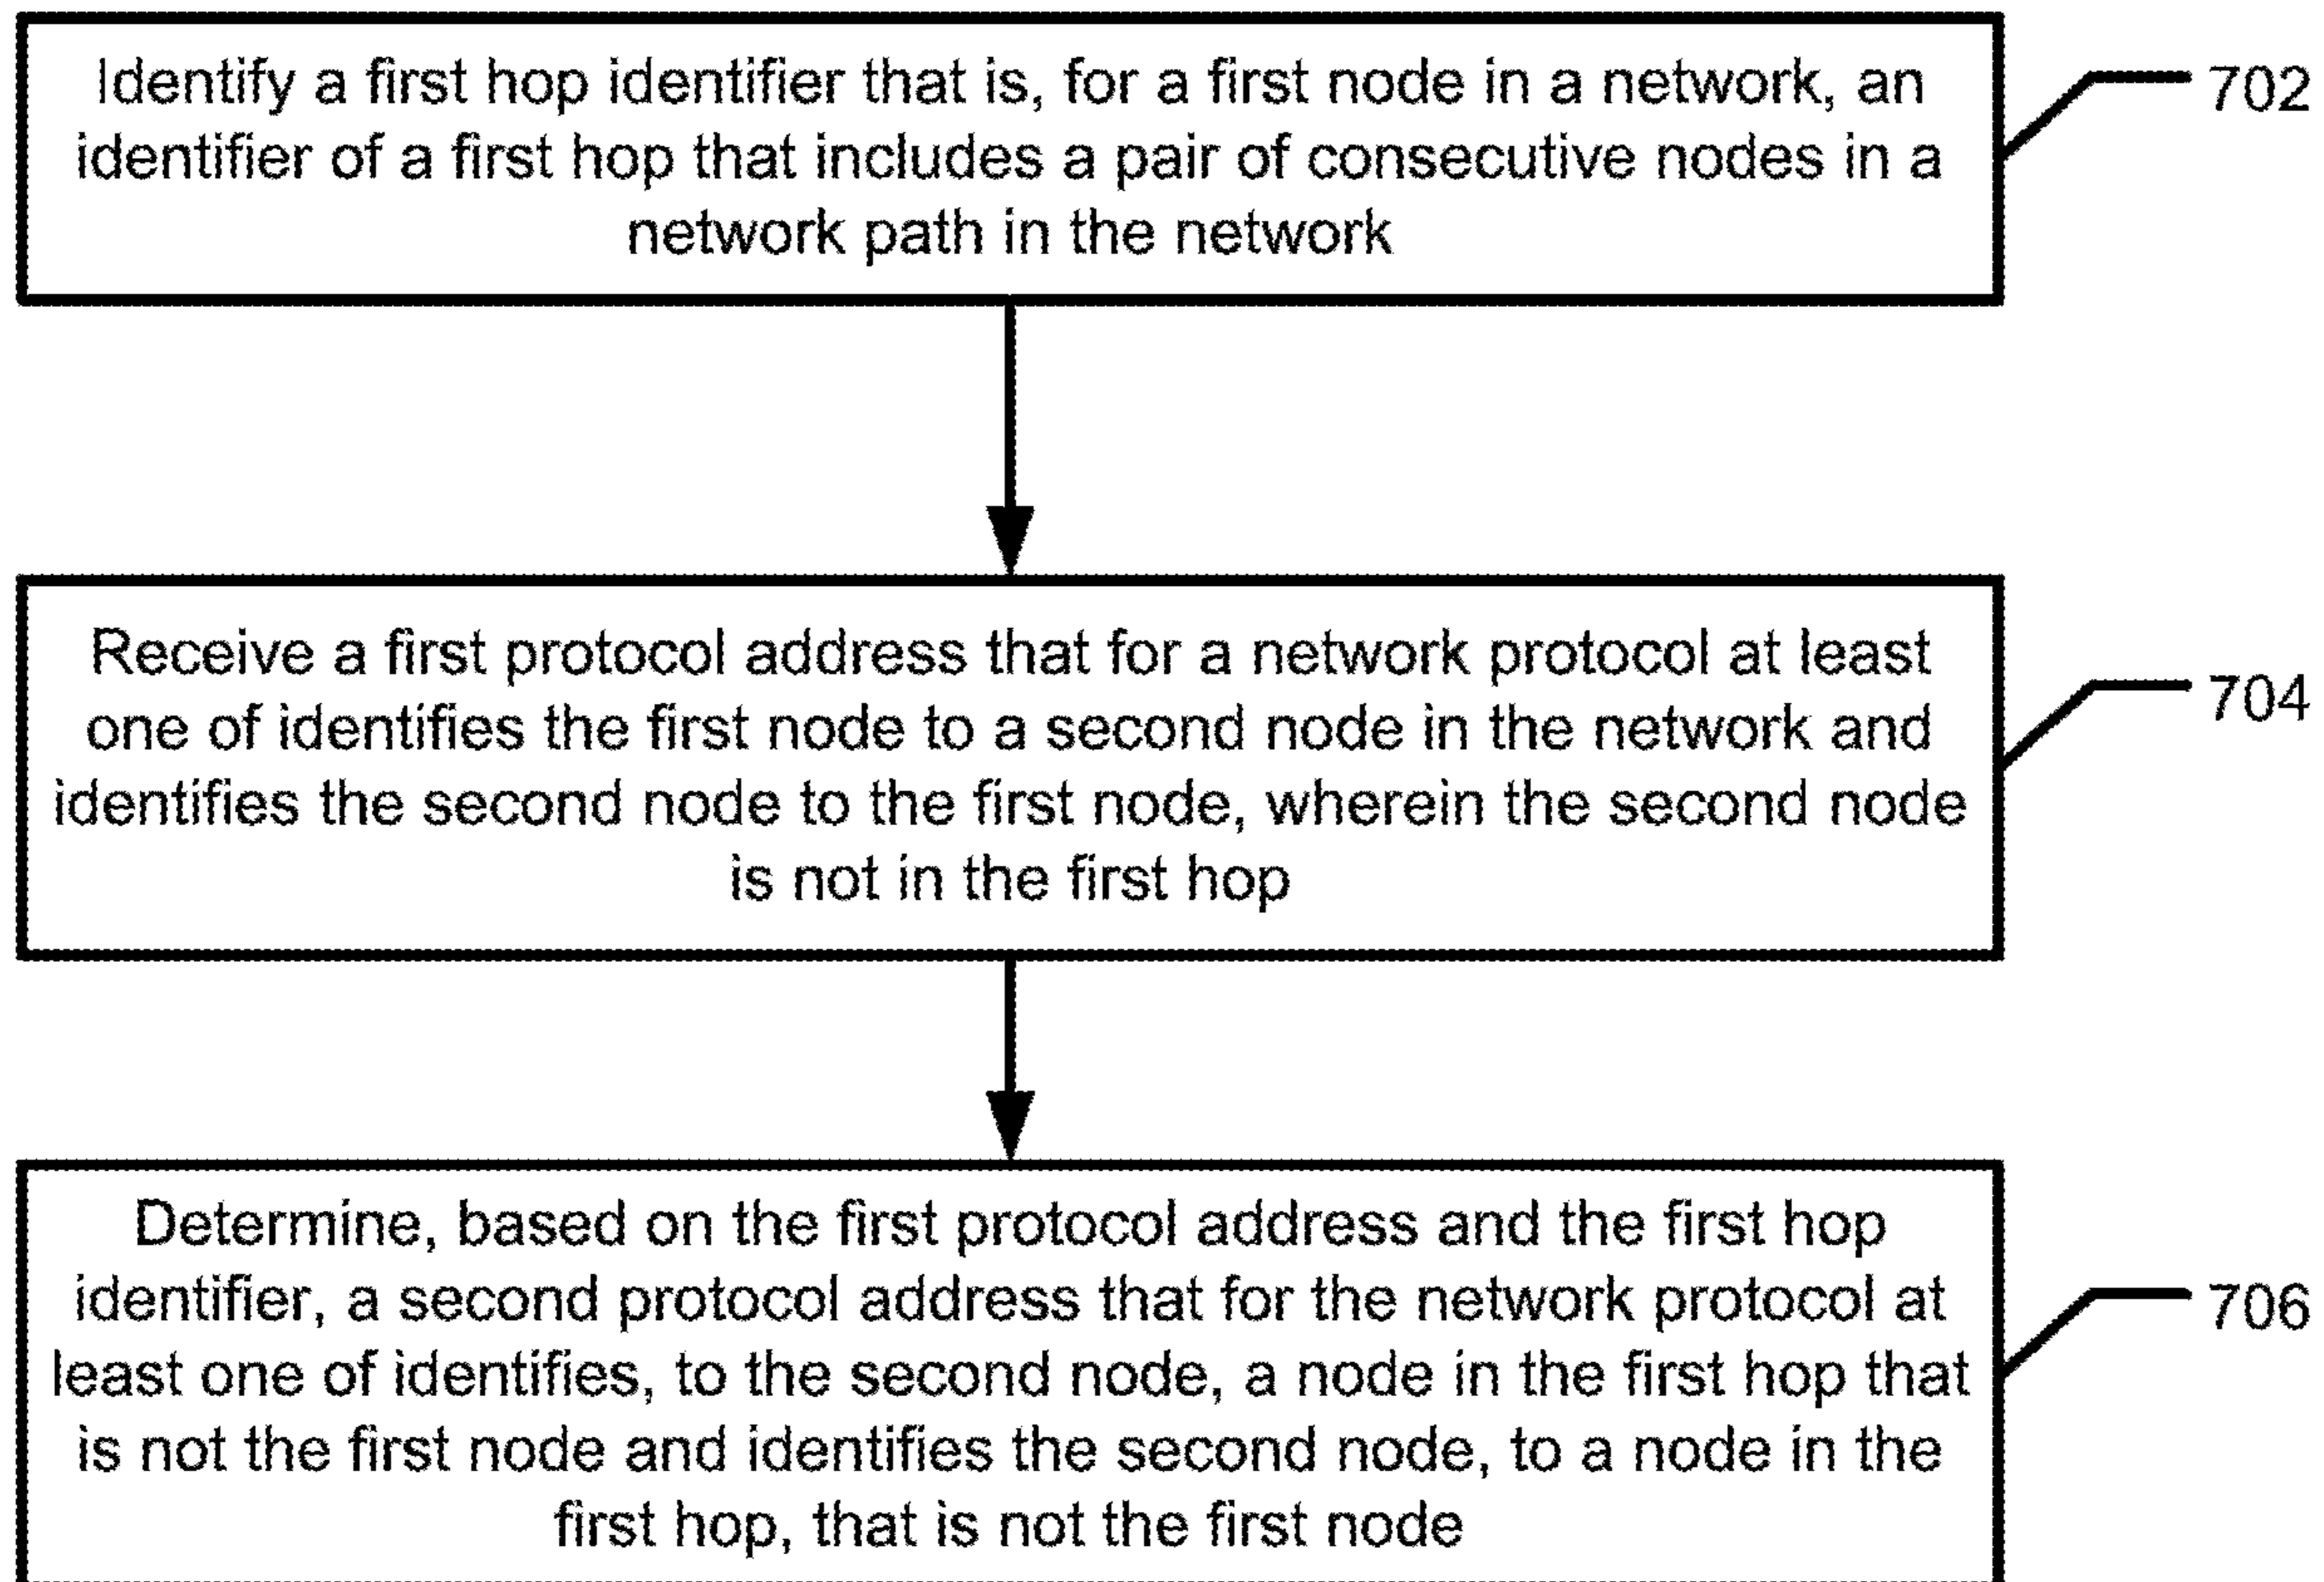 Identify a first hop identifier that is, for a first node in a network, an
identifier of a first hop that includes a pair of consecutive nodes in a
network path in the network
702
Receive a first protocol address that for a network protocol at least
one of identifies the first node to a second node in the network and
identifies the second node to the first node, wherein the second node
is not in the first hop
704
Determine, based on the first protocol address and the first hop
identifier, a second protocol address that for the network protocol at
least one of identifies, to the second node, a node in the first hop that
is not the first node and identifies the second node, to a node in the
first hop, that is not the first node
706